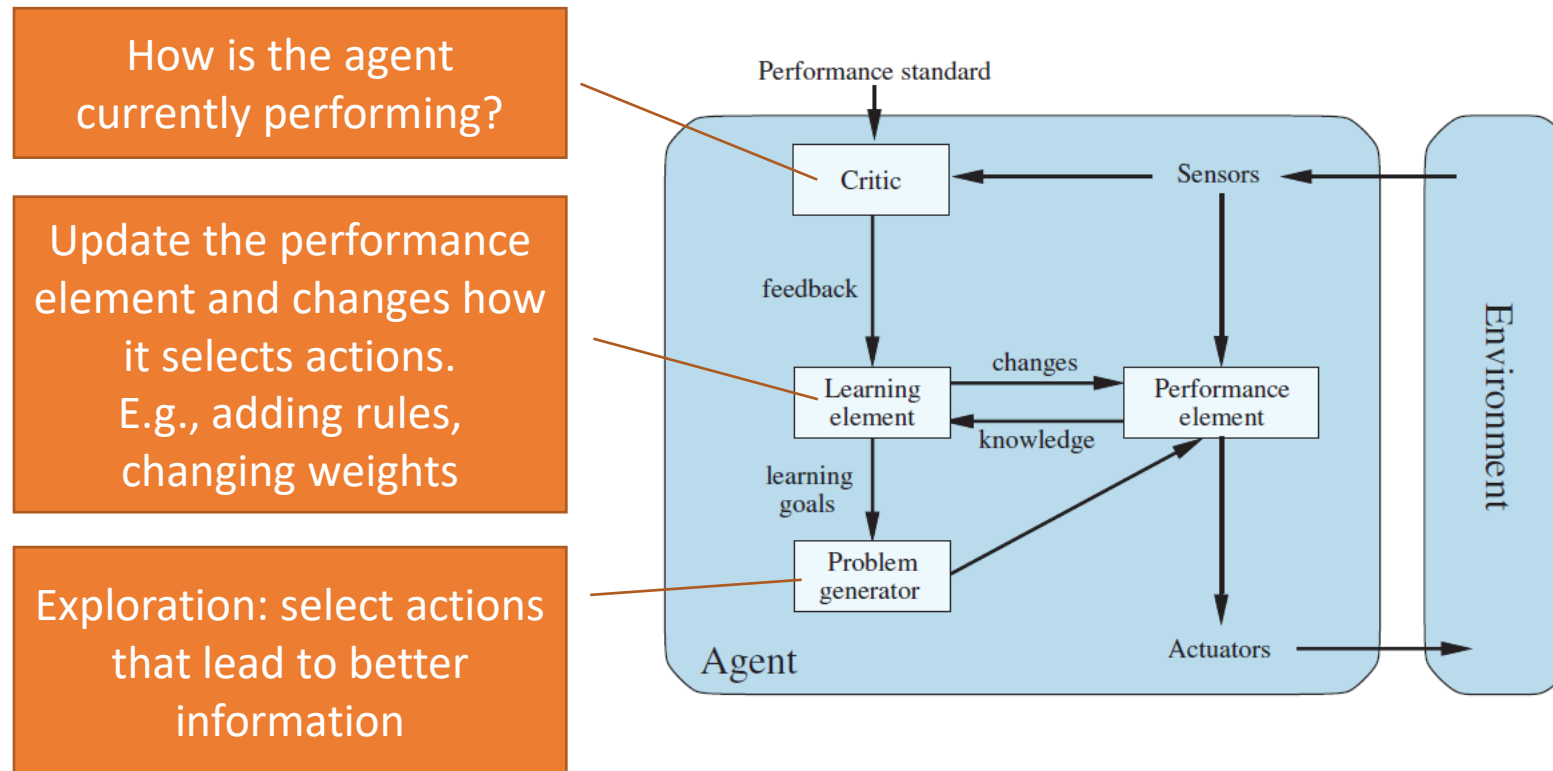 How is the agent
currently performing?
Update the performance
element and changes how
it selects actions.
E.g., adding rules,
changing weights
Exploration: select actions
that lead to better
information
Performance standard
Critic
Sensors
feedback
Learning
element
changes
knowledge
Performance
element
learning
goals
Problem
generator
Agent
Actuators
Environment